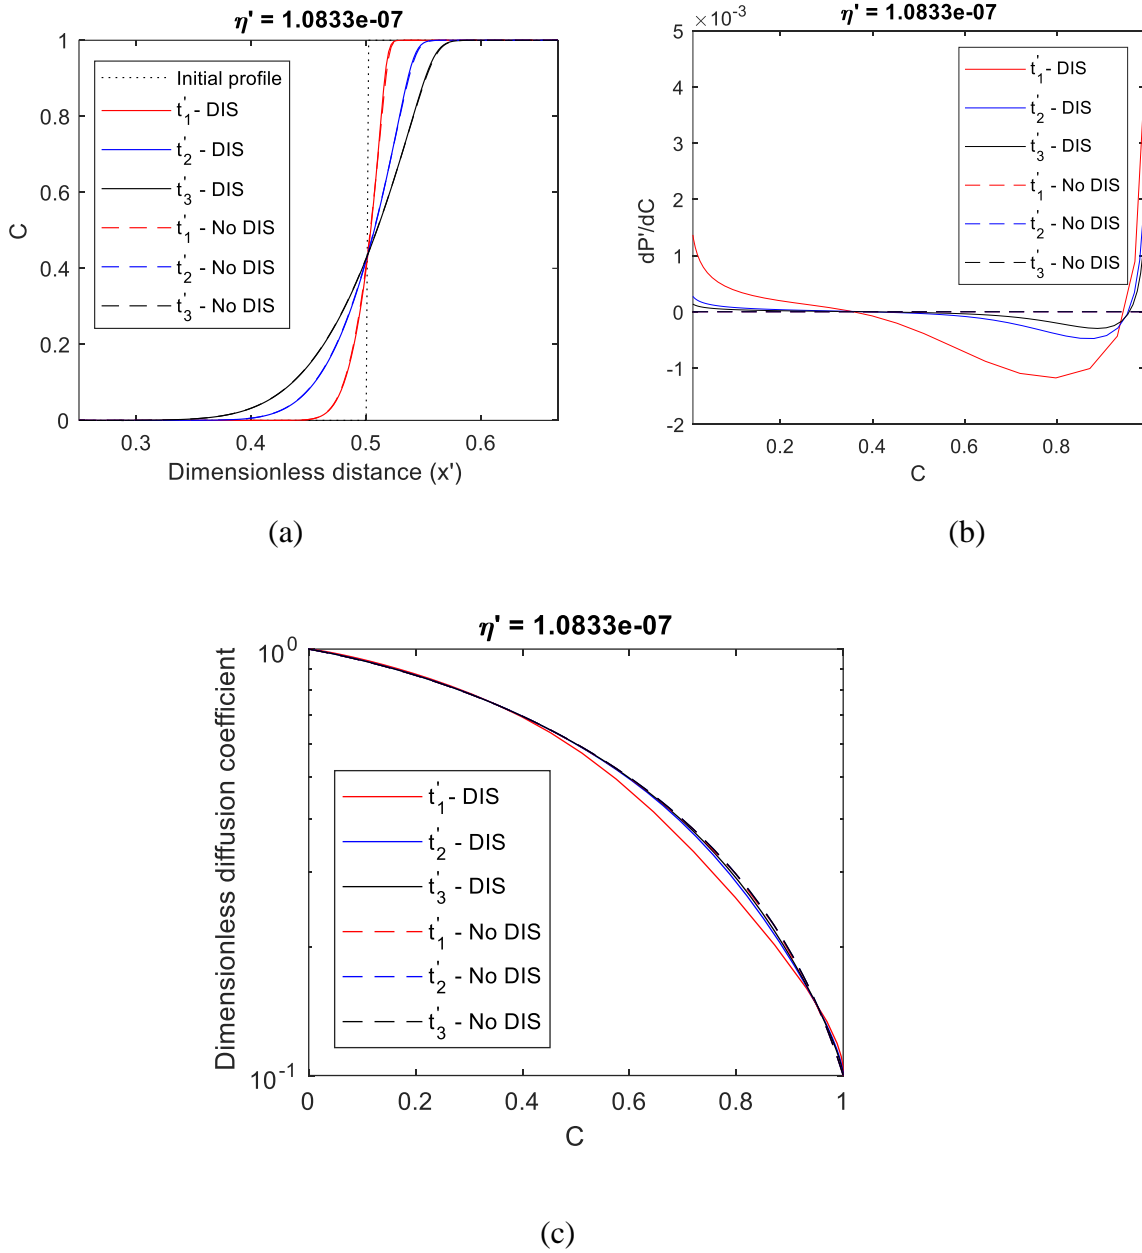 η' = 1.0833e-07
1
0.8
0.6
0.4
0.2
0
C
Initial profile
t'1- DIS
t'2 - DIS
t'3 - DIS
t'1 - No DIS
t'2 - No DIS
t'3 - No DIS
0.3 0.4 0.5 0.6
Dimensionless distance (x')
(a)
×10-3
η' = 1.0833e-07
5
4
3
2
1
0
-1
-2
dP'/dC
t'1- DIS
t'2 - DIS
t'3 - DIS
t'1 - No DIS
t'2 - No DIS
t'3 - No DIS
0.2 0.4 0.6 0.8
C
(b)
η' = 1.0833e-07
100
10-1
Dimensionless diffusion coefficient
t'1- DIS
t'2 - DIS
t'3 - DIS
t'1 - No DIS
t'2 - No DIS
t'3 - No DIS
0 0.2 0.4 0.6 0.8 1
C
(c)